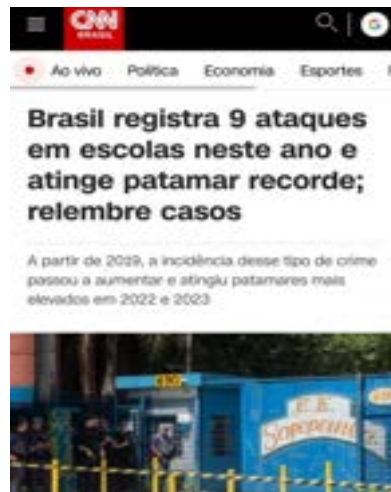 CNN
BRASIL
Ao vivo Política Economia Esportes
Brasil registra 9 ataques
em escolas neste ano e
atinge patamar recorde;
relembre casos
A partir de 2019, a incidência desse tipo de crime
passou a aumentar e atingiu patamares mais
elevados em 2022 e 2023
E. E.